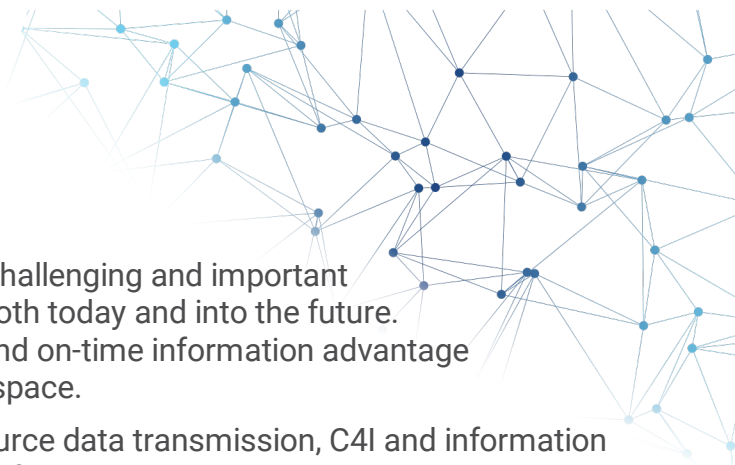 hallenging and important
oth today and into the future.
nd on-time information advantage
space.
urce data transmission, C4I and information